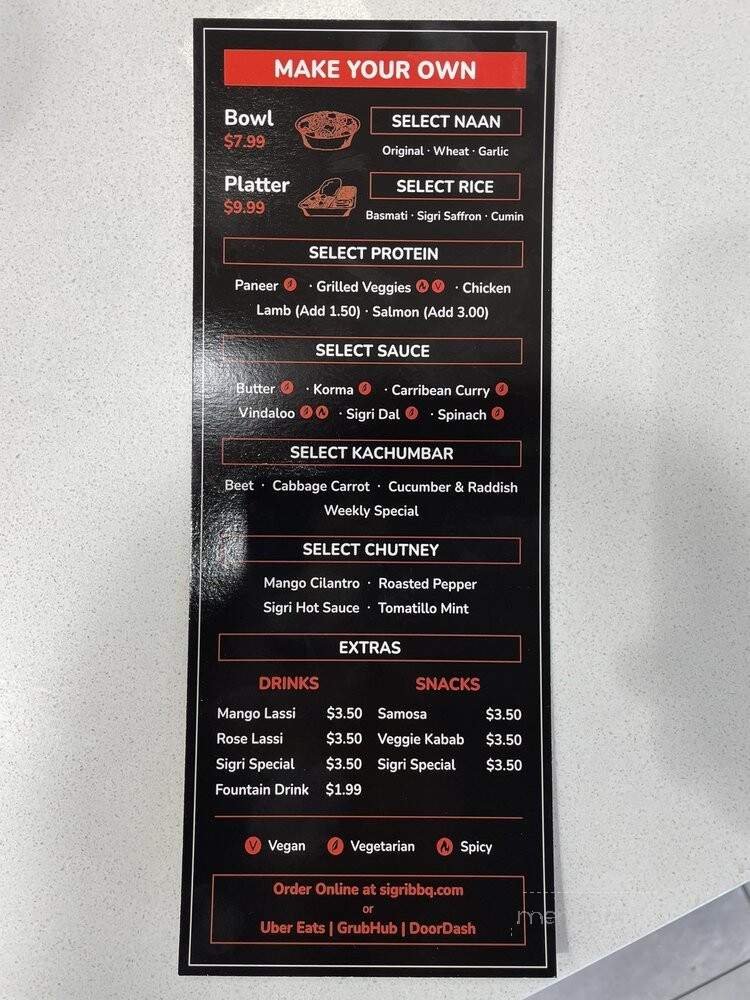 MAKE YOUR OWN
Bowl
$7.99
SELECT NAAN
Original · Wheat · Garlic
Platter
$9.99
SELECT RICE
Basmati · Sigri Saffron · Cumin
SELECT PROTEIN
Paneer · Grilled Veggies V · Chicken
Lamb (Add 1.50) · Salmon (Add 3.00)
SELECT SAUCE
Butter · Korma · Carribean Curry
Vindaloo · Sigri Dal · Spinach
SELECT KACHUMBAR
Beet · Cabbage Carrot · Cucumber & Raddish
Weekly Special
SELECT CHUTNEY
Mango Cilantro · Roasted Pepper
Sigri Hot Sauce · Tomatillo Mint
EXTRAS
DRINKS SNACKS
Mango Lassi $3.50 Samosa $3.50
Rose Lassi $3.50 Veggie Kabab $3.50
Sigri Special $3.50 Sigri Special $3.50
Fountain Drink $1.99
V Vegan Vegetarian Spicy
Order Online at sigribbq.com
or
Uber Eats | GrubHub | DoorDash